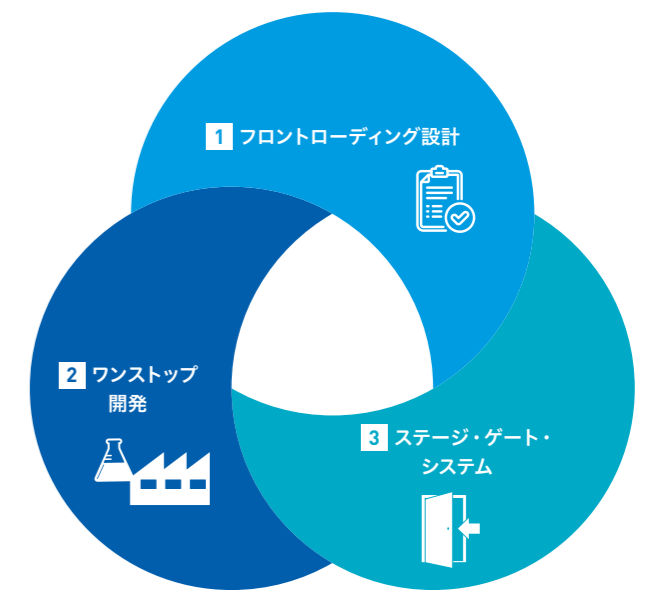 1 フロントローディング設計
2 ワンストップ
開発
3 ステージ・ゲート・
システム